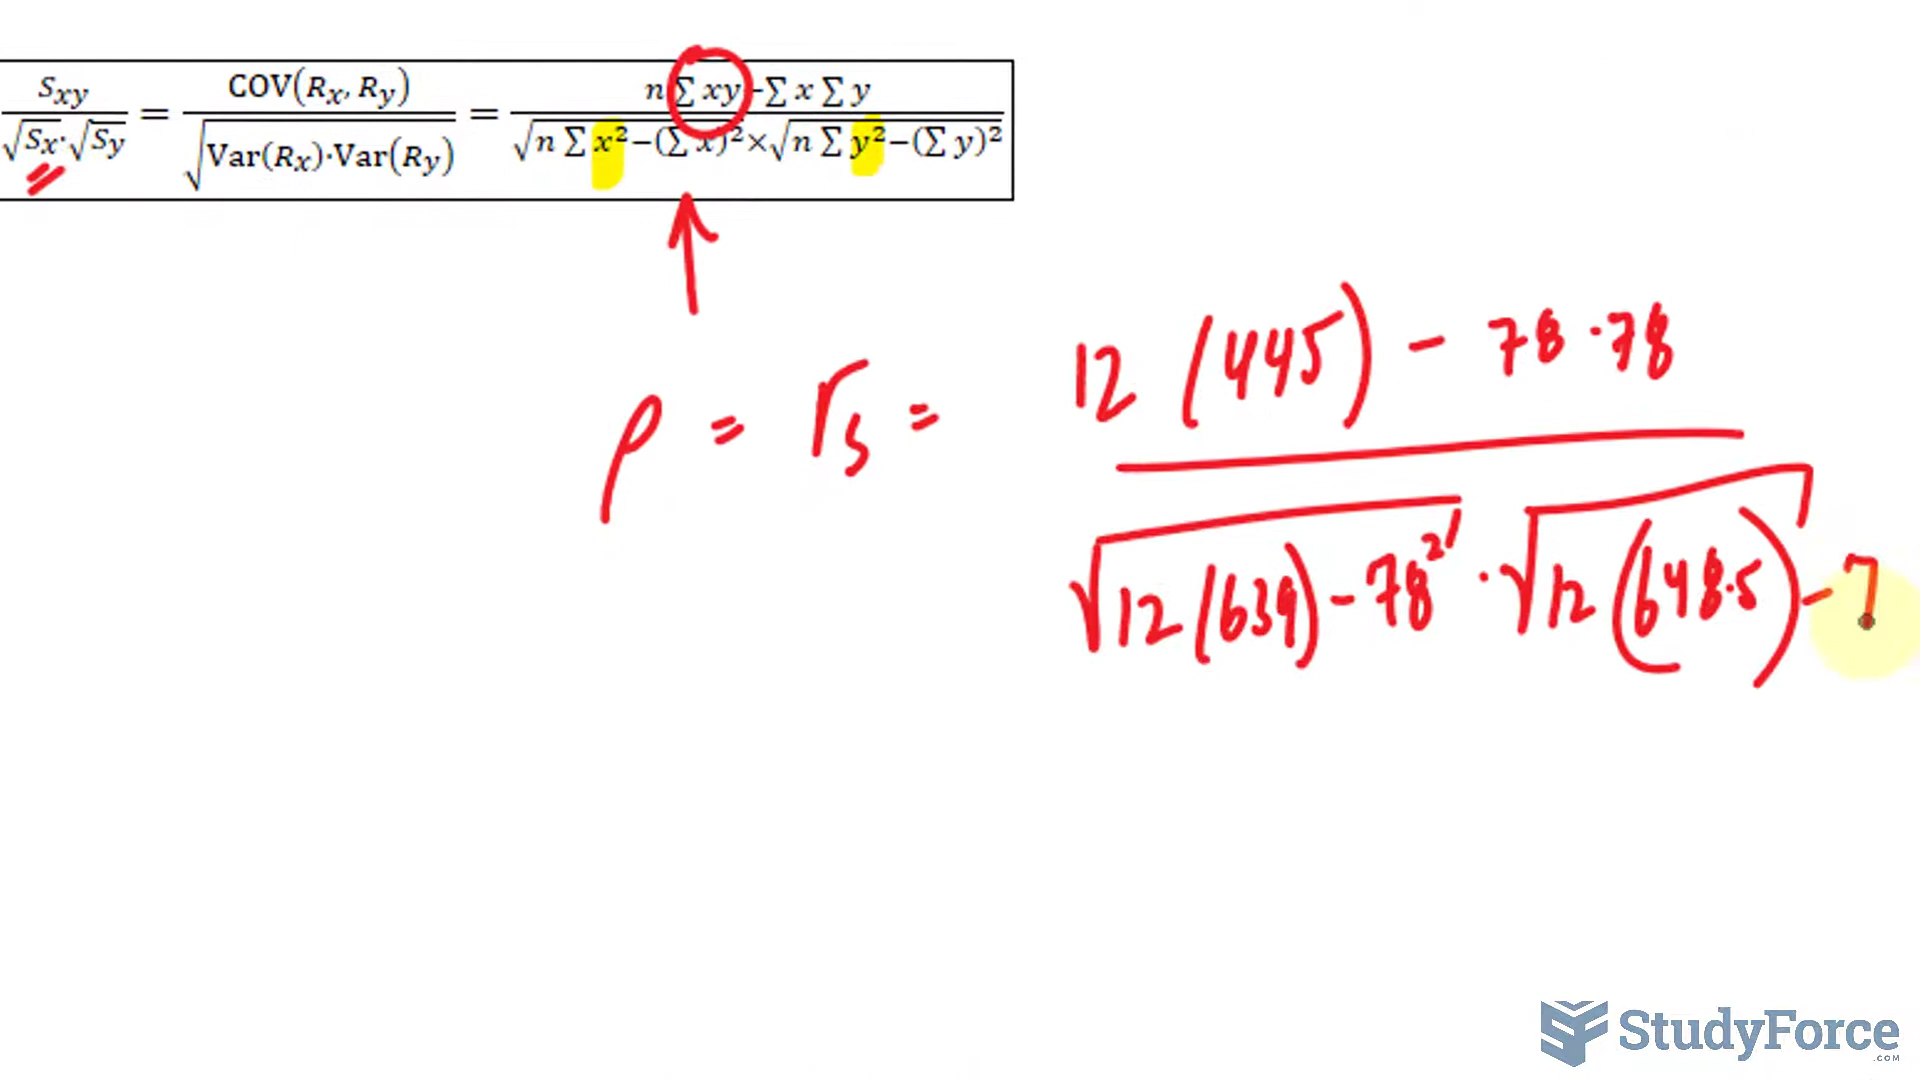 Sxy / √Sx·√Sy = COV(Rx, Ry) / √Var(Rx)·Var(Ry) = n ∑ xy − ∑ x ∑ y / √n ∑ x² − (∑ x)² × √n ∑ y² − (∑ y)²
ρ = rs = 12 (445) − 78 · 78 / √12 (639) − 78² · √12 (648.5) − 7
StudyForce
.COM